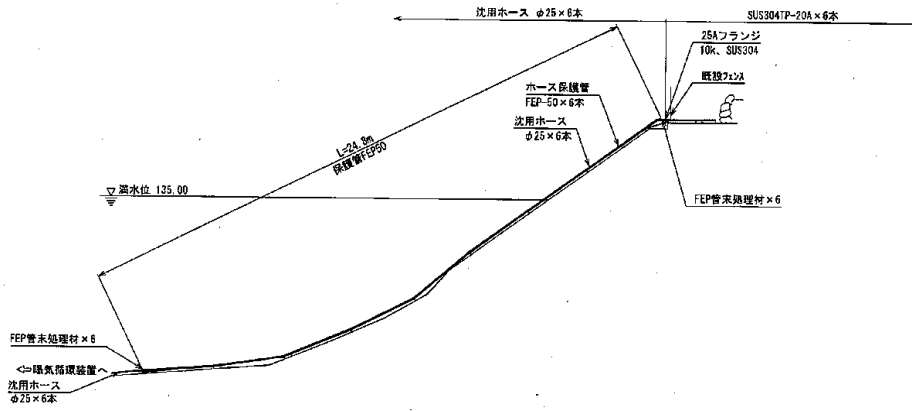 沈用ホース φ25×6本
SUS304TP-20A×6本
25Aフランジ
10k、SUS304
既設フェンス
ホース保護管
FEP-50×6本
沈用ホース
φ25×6本
L=24.8m
保護管FEP50
満水位 135.00
FEP管末処理材×6
FEP管末処理材×6
⇦曝気循環装置へ
沈用ホース
φ25×6本